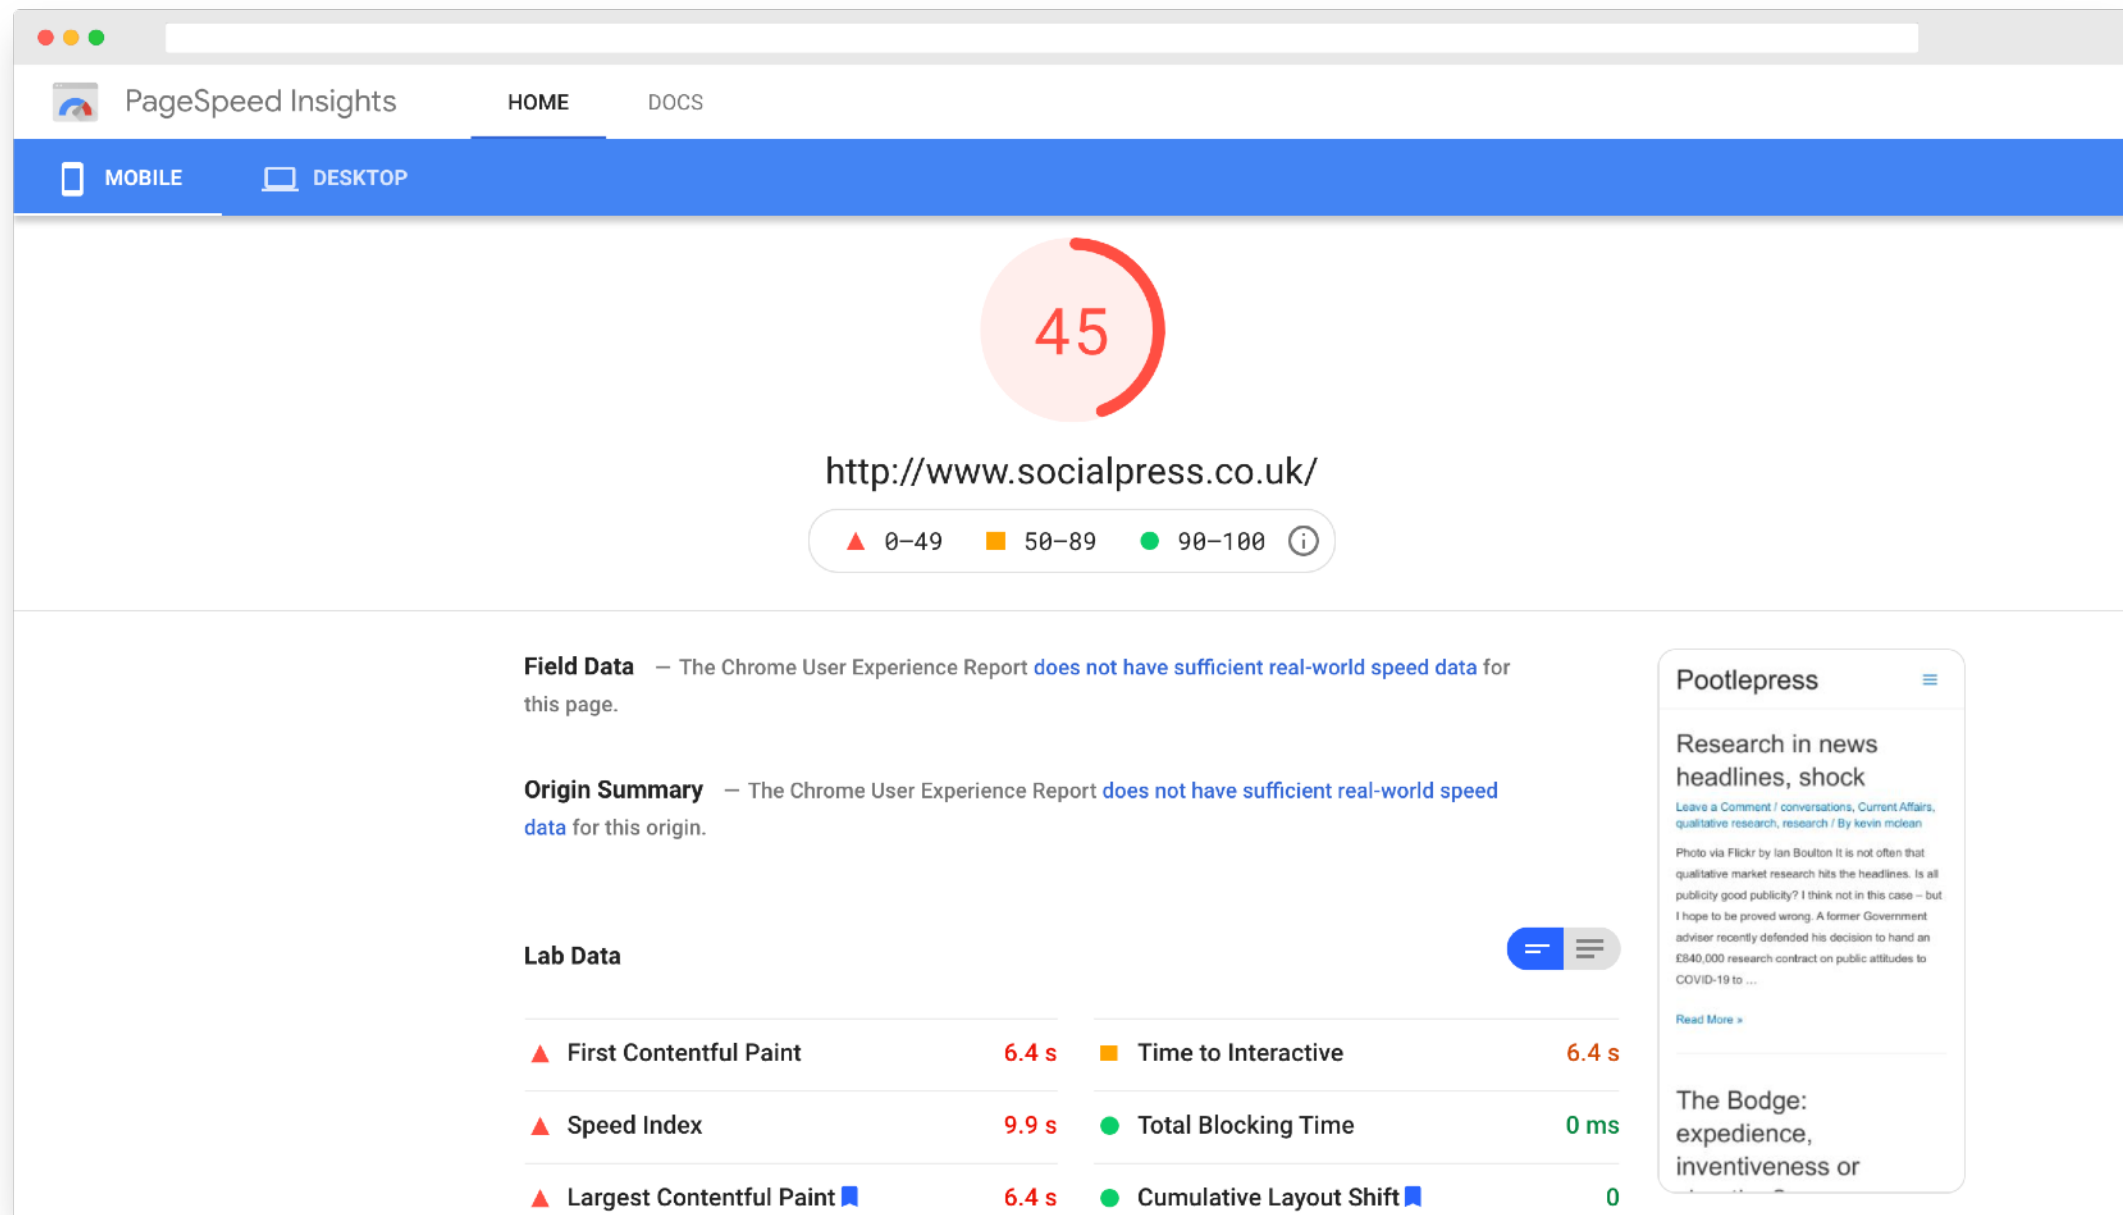 PageSpeed Insights
HOME
DOCS
MOBILE
DESKTOP
45
http://www.socialpress.co.uk/
0–49
50–89
90–100
Field Data — The Chrome User Experience Report does not have sufficient real-world speed data for
this page.
Origin Summary — The Chrome User Experience Report does not have sufficient real-world speed
data for this origin.
Lab Data
First Contentful Paint 6.4 s
Time to Interactive 6.4 s
Speed Index 9.9 s
Total Blocking Time 0 ms
Largest Contentful Paint 6.4 s
Cumulative Layout Shift 0
Pootlepress
Research in news
headlines, shock
Leave a Comment / conversations, Current Affairs,
qualitative research, research / By kevin mclean
Photo via Flickr by Ian Boulton It is not often that
qualitative market research hits the headlines. Is all
publicity good publicity? I think not in this case – but
I hope to be proved wrong. A former Government
adviser recently defended his decision to hand an
£840,000 research contract on public attitudes to
COVID-19 to ...
Read More »
The Bodge:
expedience,
inventiveness or